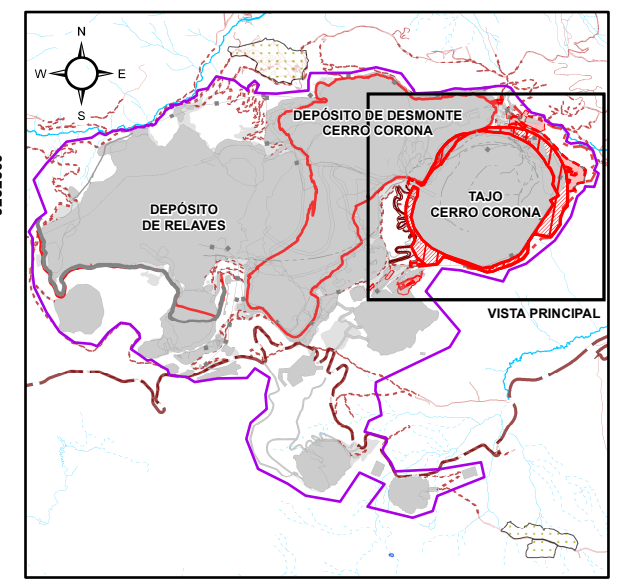 N
W
E
S
DEPÓSITO DE DESMONTE
CERRO CORONA
TAJO
CERRO CORONA
DEPÓSITO
DE RELAVES
VISTA PRINCIPAL